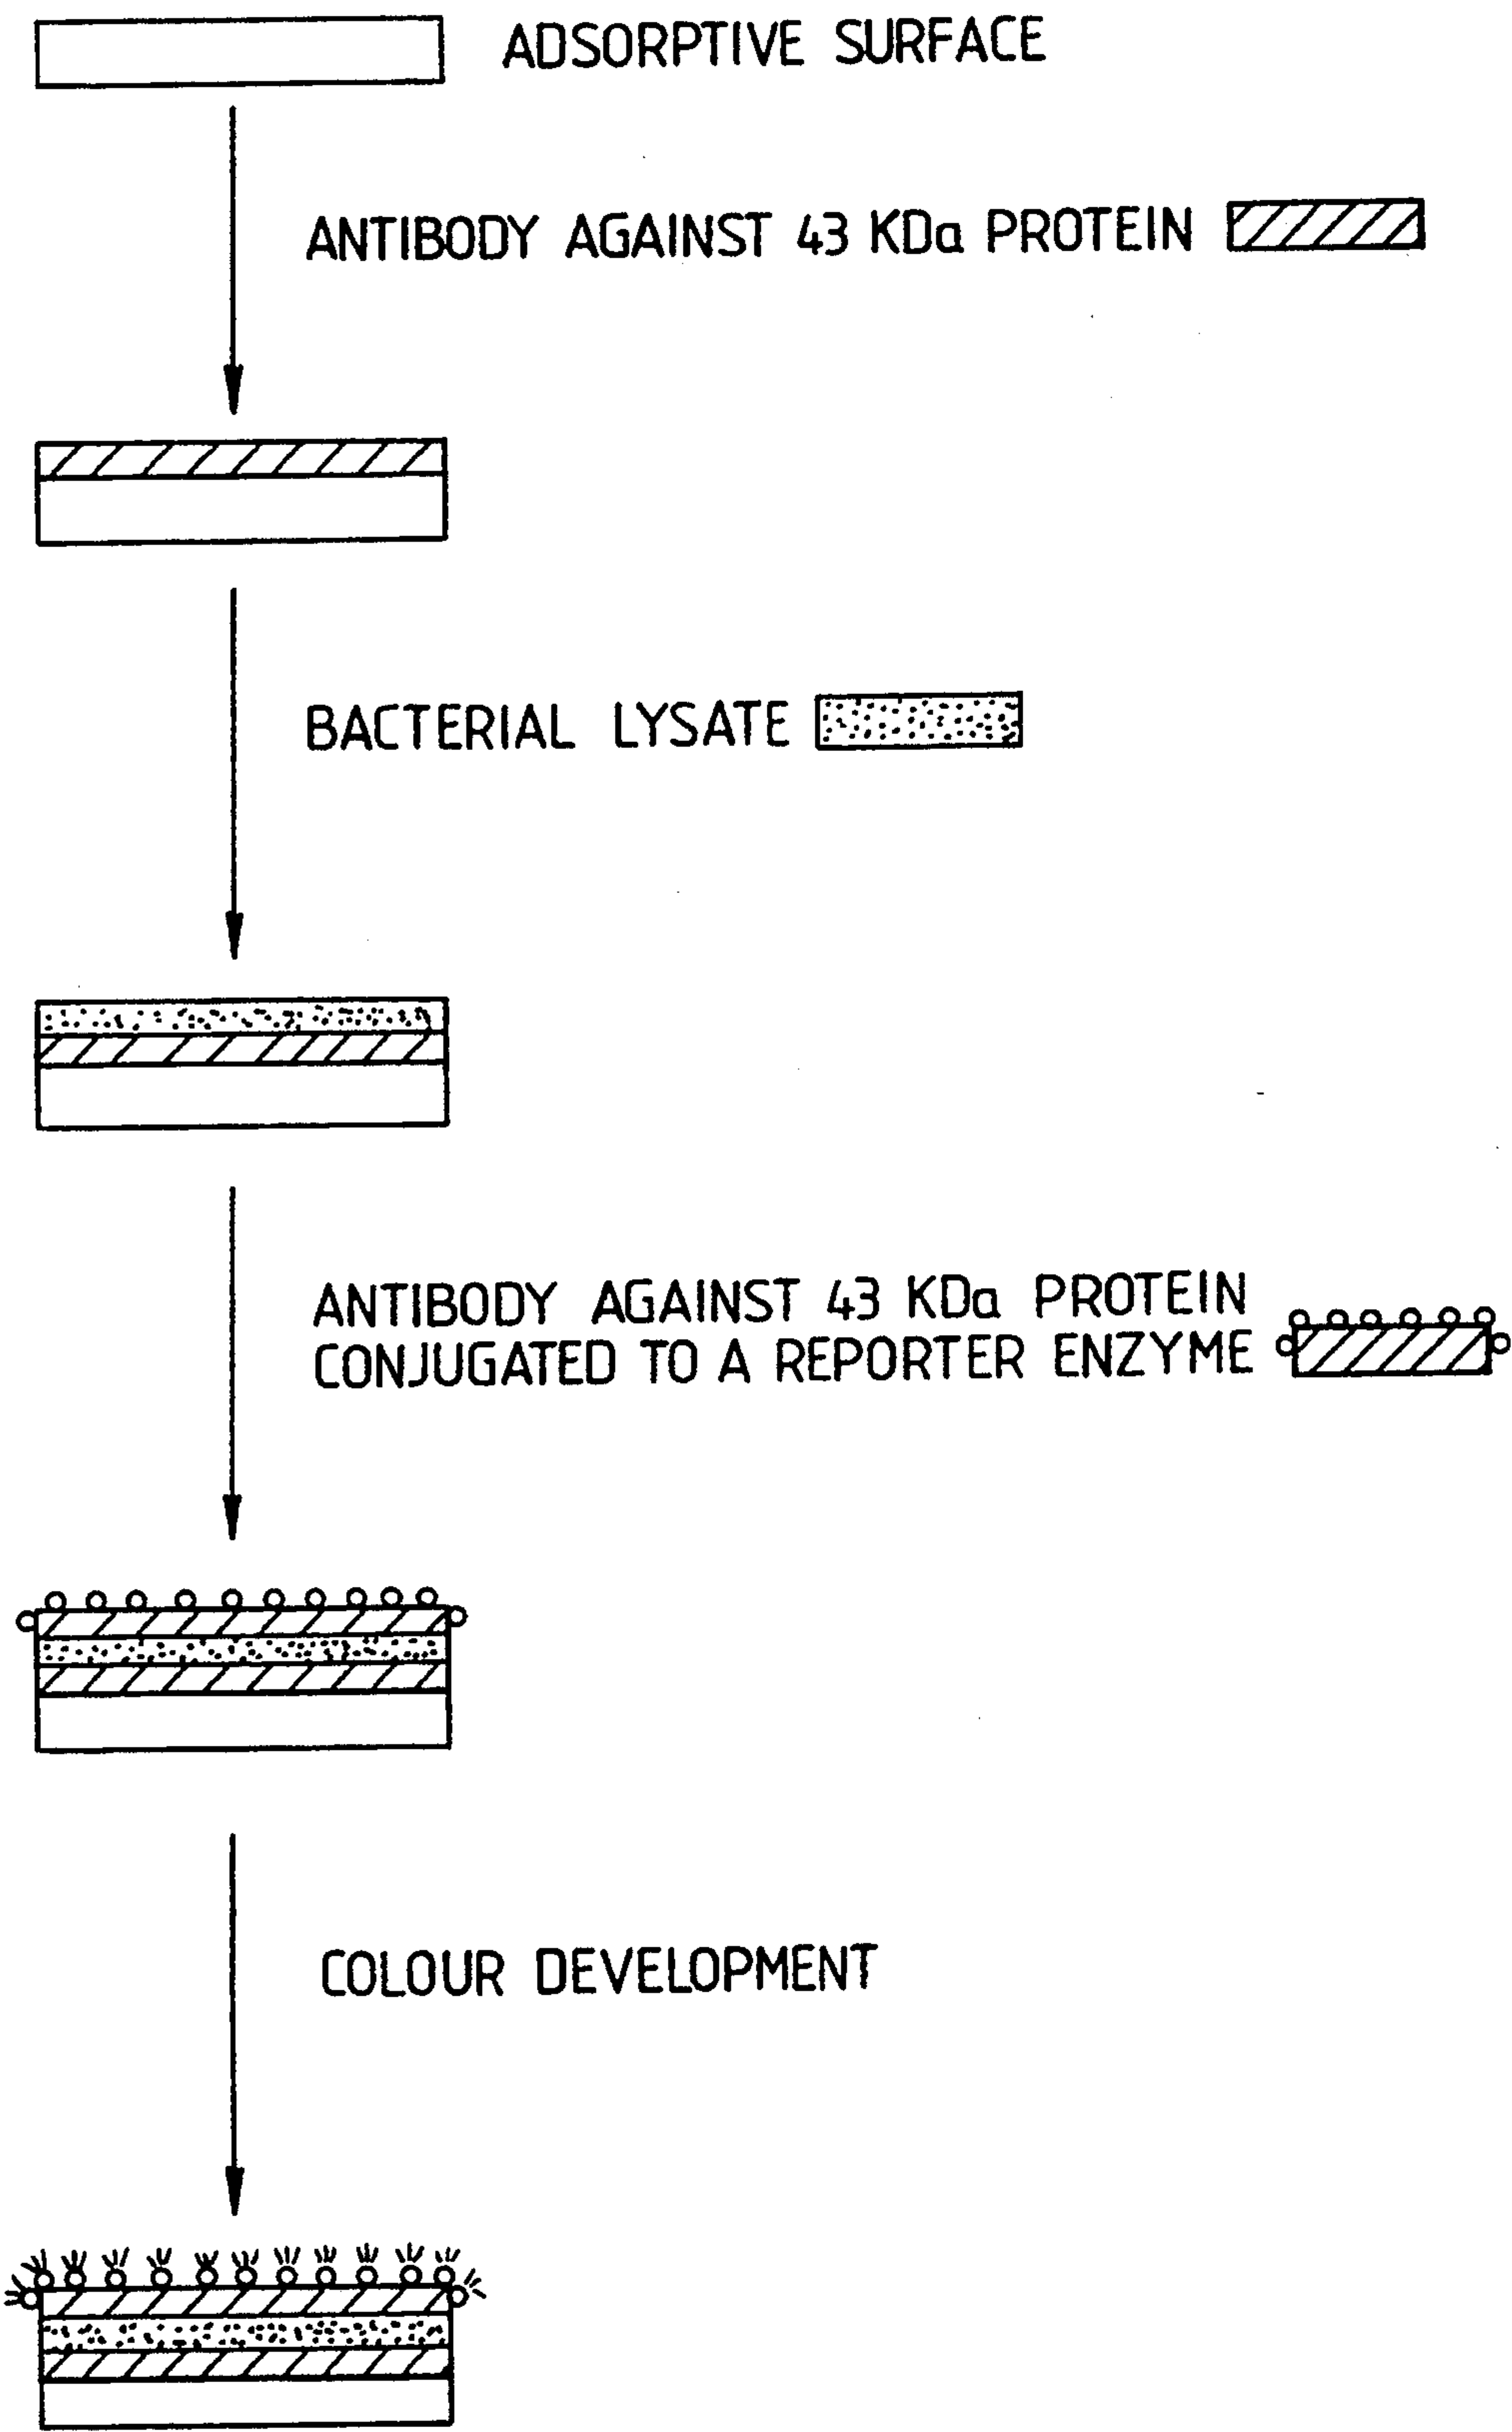 ADSORPTIVE SURFACE
ANTIBODY AGAINST 43 KDa PROTEIN
BACTERIAL LYSATE
ANTIBODY AGAINST 43 KDa PROTEIN
CONJUGATED TO A REPORTER ENZYME
COLOUR DEVELOPMENT